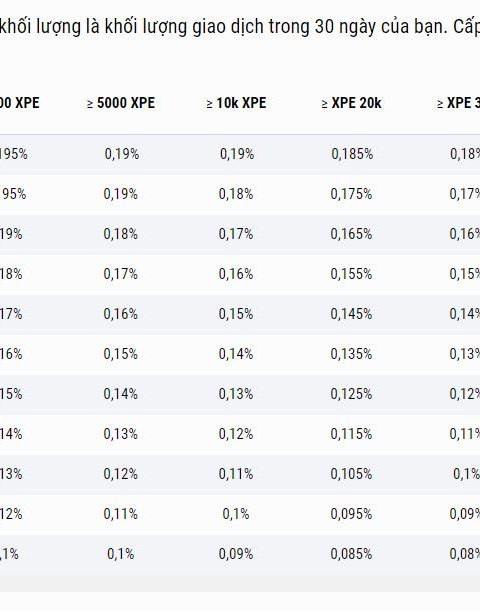 khối lượng là khối lượng giao dịch trong 30 ngày của bạn. Cấp
00 XPE ≥ 5000 XPE ≥ 10k XPE ≥ XPE 20k ≥ XPE 3
195% 0,19% 0,19% 0,185% 0,18%
95% 0,19% 0,18% 0,175% 0,17%
19% 0,18% 0,17% 0,165% 0,16%
18% 0,17% 0,16% 0,155% 0,15%
17% 0,16% 0,15% 0,145% 0,14%
16% 0,15% 0,14% 0,135% 0,13%
15% 0,14% 0,13% 0,125% 0,12%
14% 0,13% 0,12% 0,115% 0,11%
13% 0,12% 0,11% 0,105% 0,1%
12% 0,11% 0,1% 0,095% 0,09%
,1% 0,1% 0,09% 0,085% 0,08%